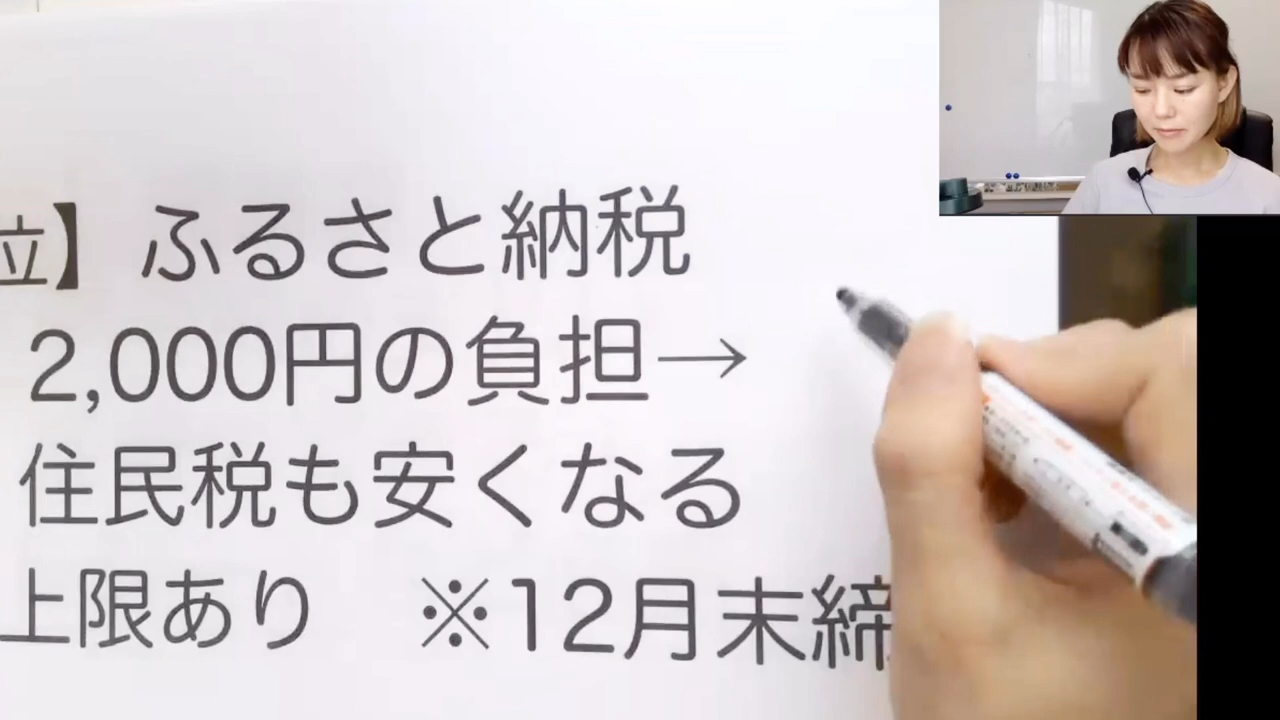 位】 ふるさと納税
2,000円の負担→
住民税も安くなる
上限あり ※12月末締